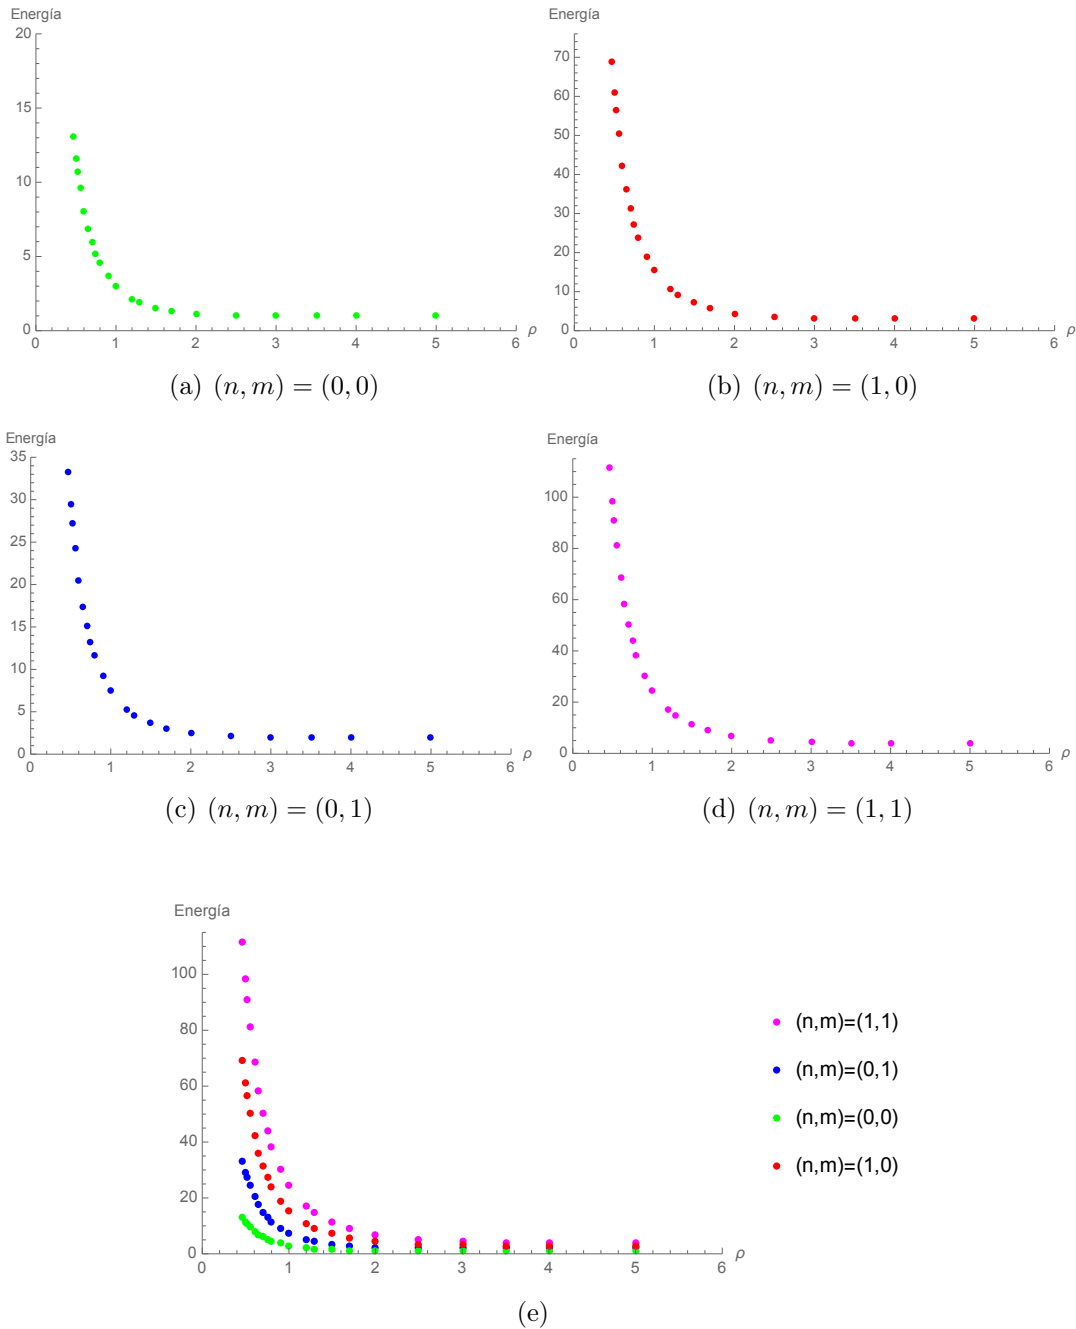 Energía
20
15
10
5
0
0 1 2 3 4 5 6 ρ
(a) (n, m) = (0, 0)
Energía
70
60
50
40
30
20
10
0
0 1 2 3 4 5 6 ρ
(b) (n, m) = (1, 0)
Energía
35
30
25
20
15
10
5
0
0 1 2 3 4 5 6 ρ
(c) (n, m) = (0, 1)
Energía
100
80
60
40
20
0
0 1 2 3 4 5 6 ρ
(d) (n, m) = (1, 1)
Energía
100
80
60
40
20
0
0 1 2 3 4 5 6 ρ
(n,m)=(1,1)
(n,m)=(0,1)
(n,m)=(0,0)
(n,m)=(1,0)
(e)